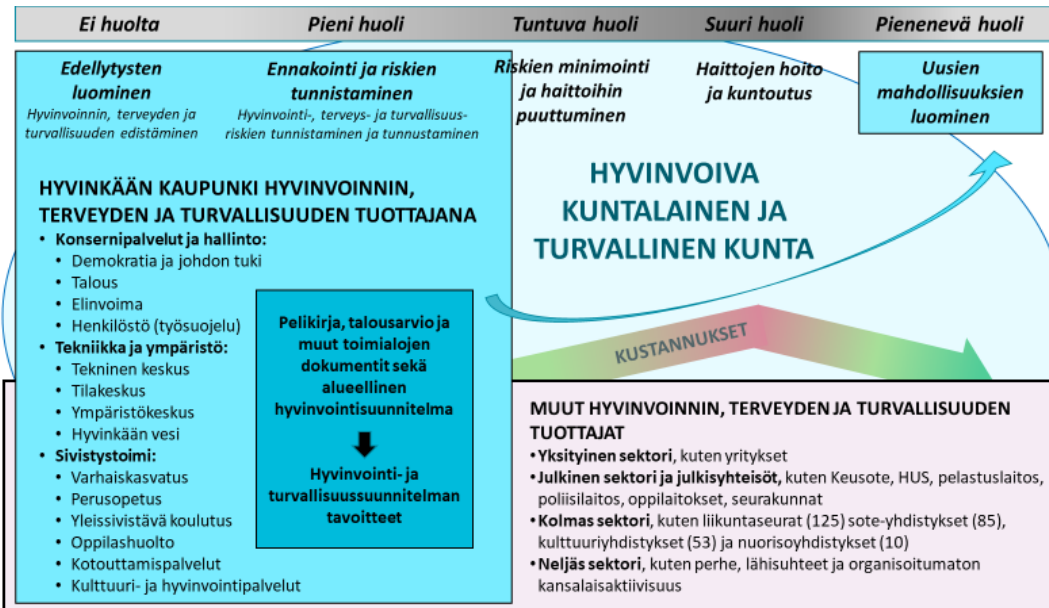 Ei huolta
Pieni huoli
Tuntuva huoli
Suuri huoli
Pienenevä huoli
Edellytysten
luominen
Hyvinvoinnin, terveyden ja
turvallisuuden edistäminen
Ennakointi ja riskien
tunnistaminen
Hyvinvointi-, terveys- ja turvallisuus-
riskien tunnistaminen ja tunnustaminen
Riskien minimointi
ja haittoihin
puuttuminen
Haittojen hoito
ja kuntoutus
Uusien
mahdollisuuksien
luominen
HYVINKÄÄN KAUPUNKI HYVINVOINNIN,
TERVEYDEN JA TURVALLISUUDEN TUOTTAJANA
• Konsernipalvelut ja hallinto:
• Demokratia ja johdon tuki
• Talous
• Elinvoima
• Henkilöstö (työsuojelu)
• Tekniikka ja ympäristö:
• Tekninen keskus
• Tilakeskus
• Ympäristökeskus
• Hyvinkään vesi
• Sivistystoimi:
• Varhaiskasvatus
• Perusopetus
• Yleissivistävä koulutus
• Oppilashuolto
• Kotouttamispalvelut
• Kulttuuri- ja hyvinvointipalvelut
Pelikirja, talousarvio ja
muut toimialojen
dokumentit sekä
alueellinen
hyvinvointisuunnitelma
Hyvinvointi- ja
turvallisuussuunnitelman
tavoitteet
HYVINVOIVA
KUNTALAINEN JA
TURVALLINEN KUNTA
KUSTANNUKSET
MUUT HYVINVOINNIN, TERVEYDEN JA TURVALLISUUDEN
TUOTTAJAT
• Yksityinen sektori, kuten yritykset
• Julkinen sektori ja julkisyhteisöt, kuten Keusote, HUS, pelastuslaitos,
poliisilaitos, oppilaitokset, seurakunnat
• Kolmas sektori, kuten liikuntaseurat (125) sote-yhdistykset (85),
kulttuuriyhdistykset (53) ja nuorisoyhdistykset (10)
• Neljäs sektori, kuten perhe, lähisuhteet ja organisoitumaton
kansalaisaktiivisuus